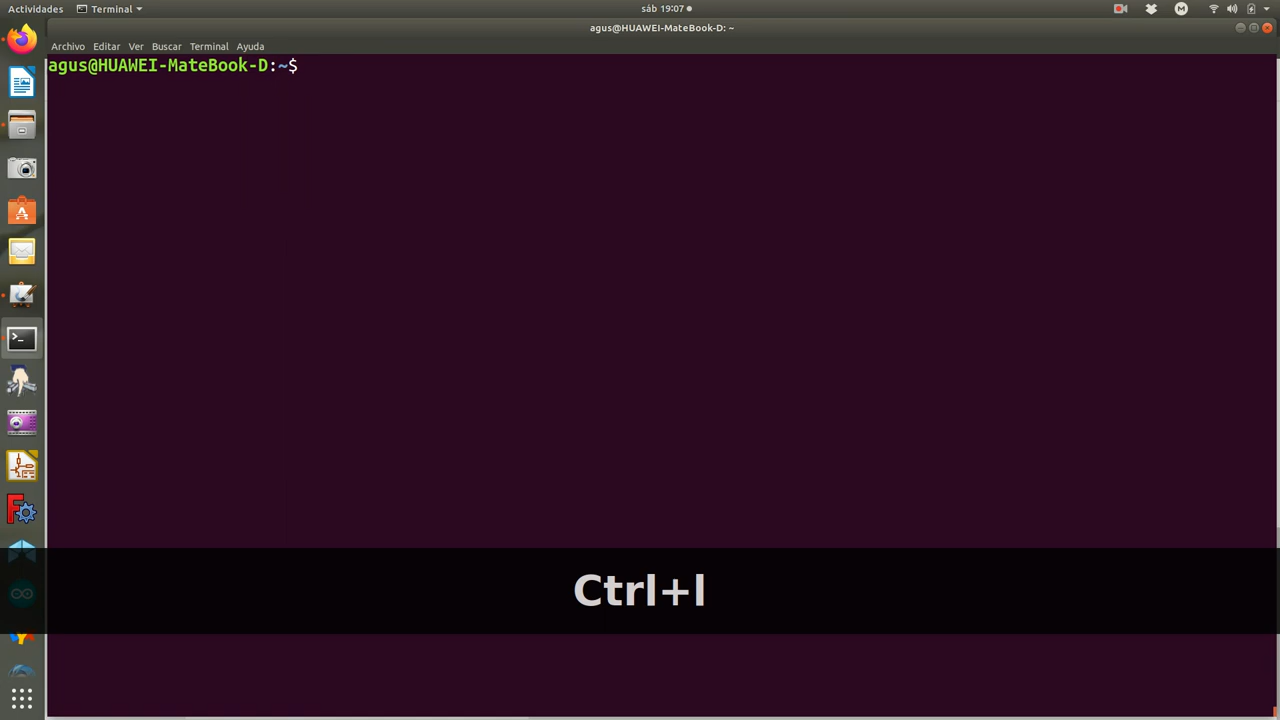 Actividades Terminal sáb 19:07
agus@HUAWEI-MateBook-D: ~
Archivo Editar Ver Buscar Terminal Ayuda
agus@HUAWEI-MateBook-D:~$
Ctrl+l